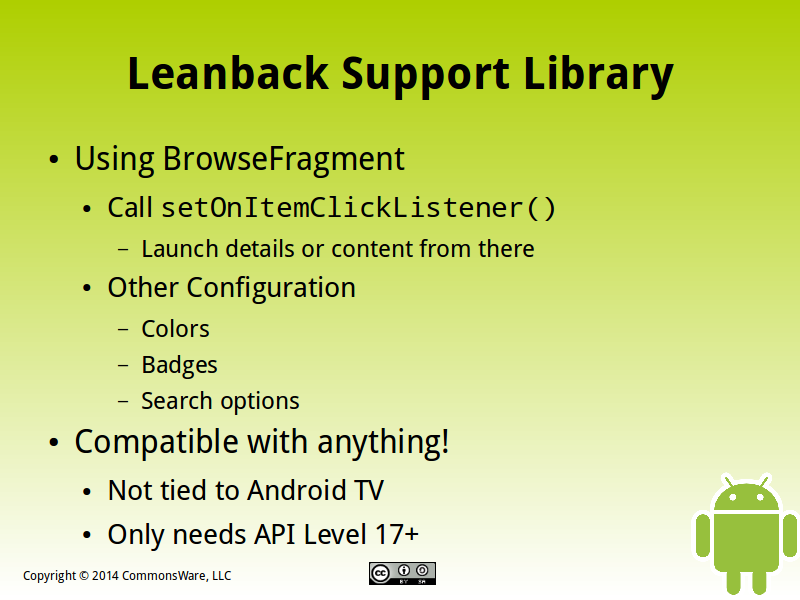 Leanback Support Library
• Using BrowseFragment
• Call setOnItemClickListener()
– Launch details or content from there
• Other Configuration
– Colors
– Badges
– Search options
• Compatible with anything!
• Not tied to Android TV
• Only needs API Level 17+
Copyright © 2014 CommonsWare, LLC
cc BY SA